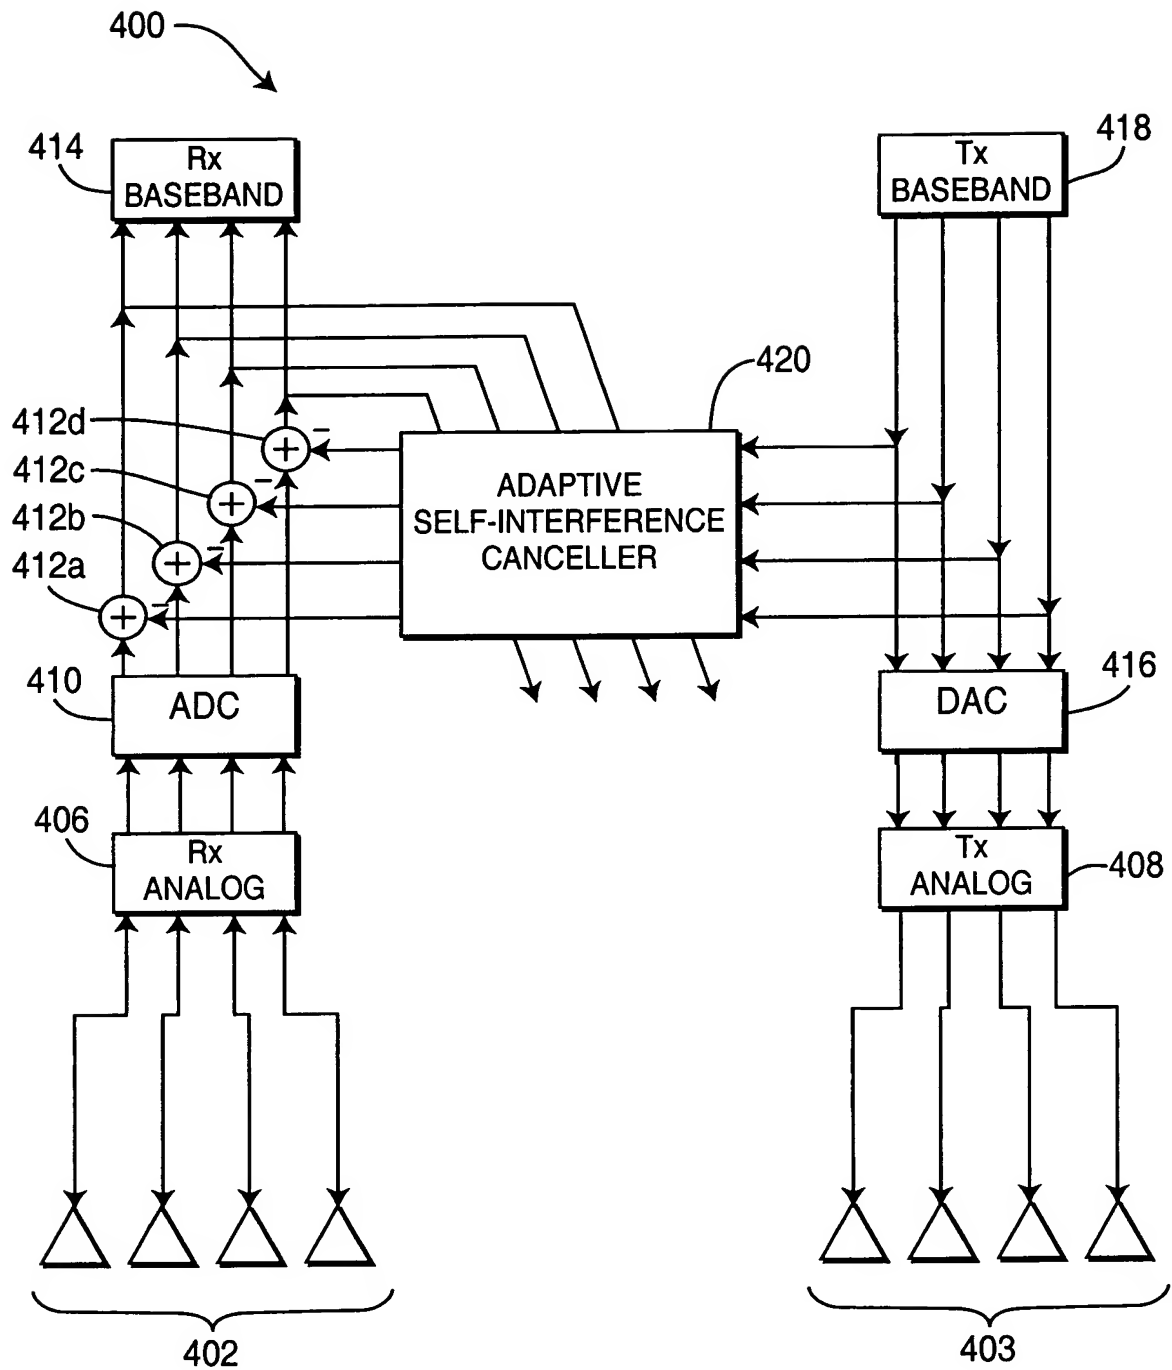 400
414
Rx
BASEBAND
Tx
BASEBAND
418
420
412d
412c
412b
412a
−
−
−
−
+
+
+
+
ADAPTIVE
SELF-INTERFERENCE
CANCELLER
410
ADC
DAC
416
406
Rx
ANALOG
Tx
ANALOG
408
402
403